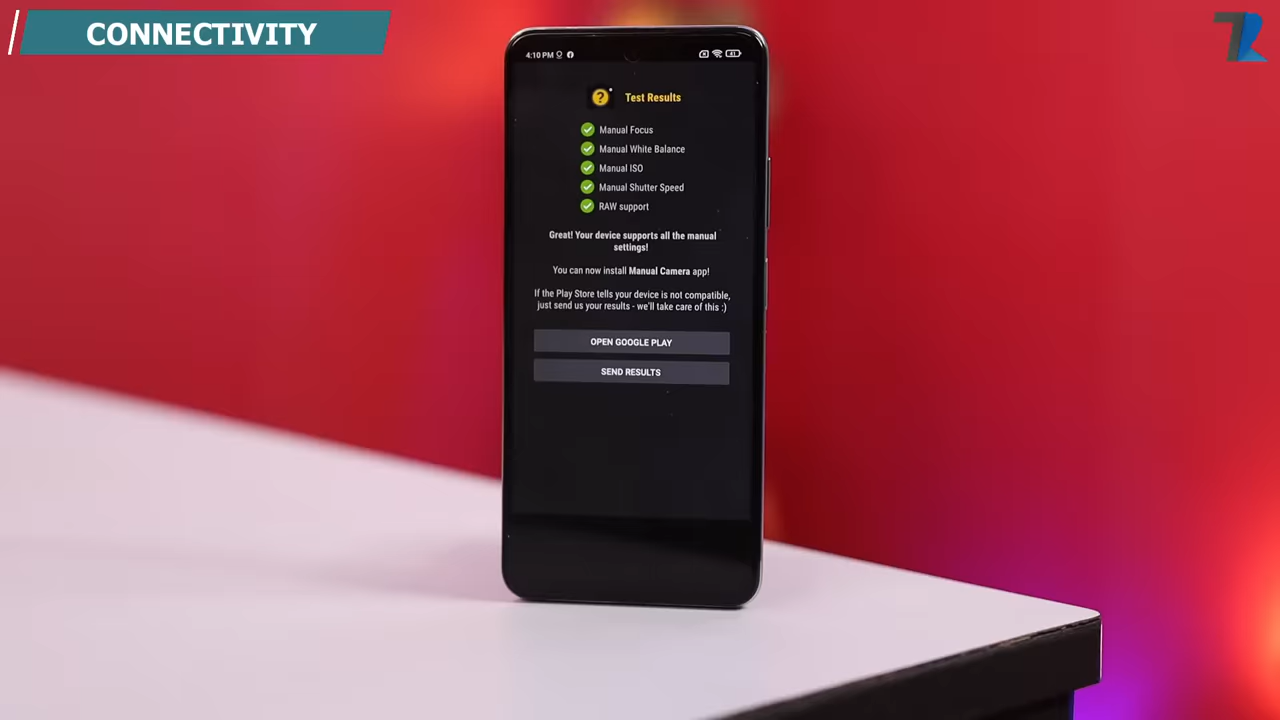 CONNECTIVITY
4:10 PM
41
Test Results
Manual Focus
Manual White Balance
Manual ISO
Manual Shutter Speed
RAW support
Great! Your device supports all the manual
settings!
You can now install Manual Camera app!
If the Play Store tells your device is not compatible,
just send us your results - we'll take care of this :)
OPEN GOOGLE PLAY
SEND RESULTS